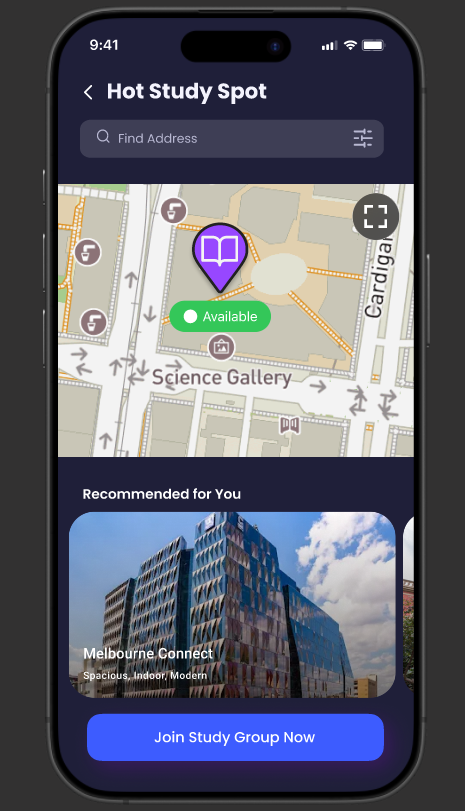 9:41
Hot Study Spot
Find Address
Cardigan
Available
Science Gallery
Recommended for You
Melbourne Connect
Spacious, Indoor, Modern
Join Study Group Now